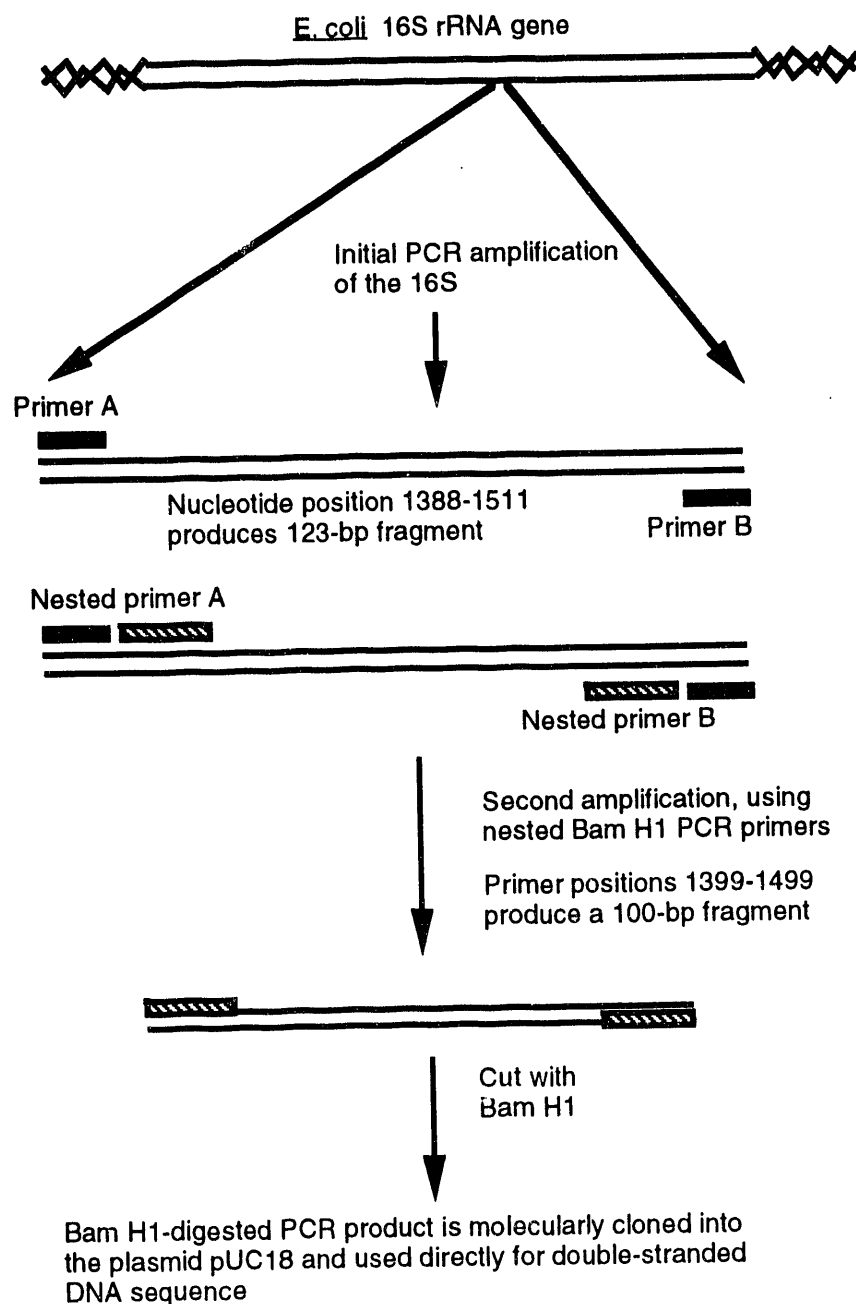 E. coli 16S rRNA gene
Initial PCR amplification
of the 16S
Primer A
Nucleotide position 1388-1511
produces 123-bp fragment
Primer B
Nested primer A
Nested primer B
Second amplification, using
nested Bam H1 PCR primers
Primer positions 1399-1499
produce a 100-bp fragment
Cut with
Bam H1
Bam H1-digested PCR product is molecularly cloned into
the plasmid pUC18 and used directly for double-stranded
DNA sequence